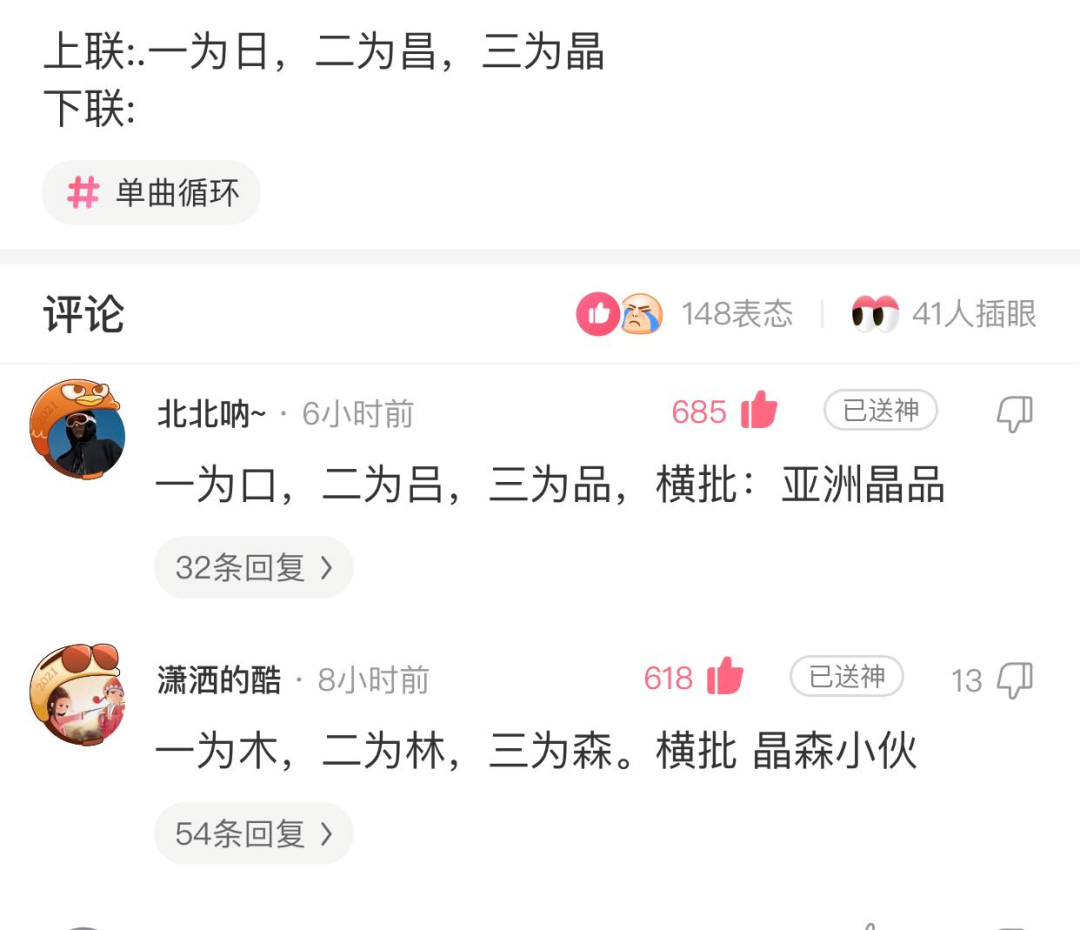 上联:.一为日，二为昌，三为晶
下联:
# 单曲循环
评论
148表态
41人插眼
北北呐~ · 6小时前
685
已送神
一为口，二为吕，三为品，横批：亚洲晶品
32条回复 >
潇洒的酷 · 8小时前
618
已送神
13
一为木，二为林，三为森。横批 晶森小伙
54条回复 >